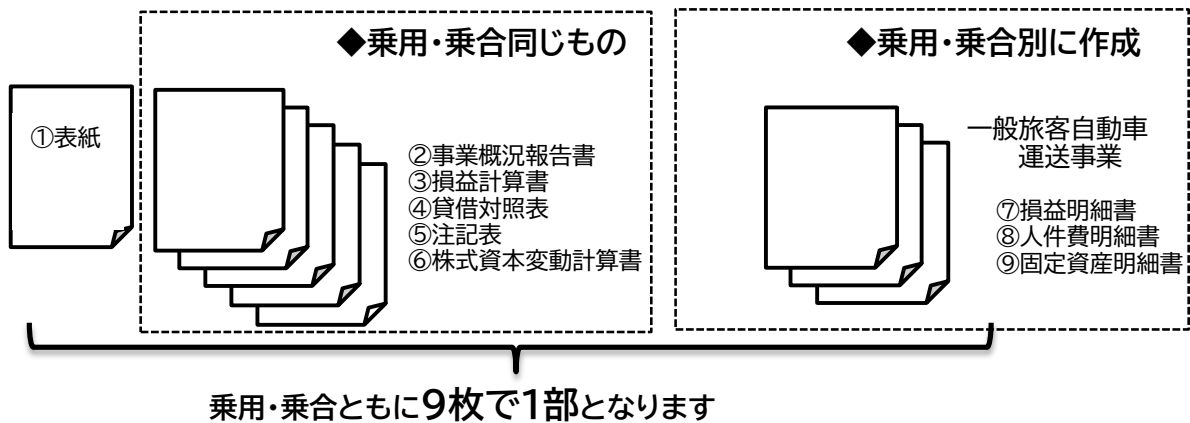 ◆乗用・乗合同じもの
◆乗用・乗合別に作成
①表紙
②事業概況報告書
③損益計算書
④貸借対照表
⑤注記表
⑥株式資本変動計算書
一般旅客自動車
運送事業
⑦損益明細書
⑧人件費明細書
⑨固定資産明細書
乗用・乗合ともに9枚で1部となります